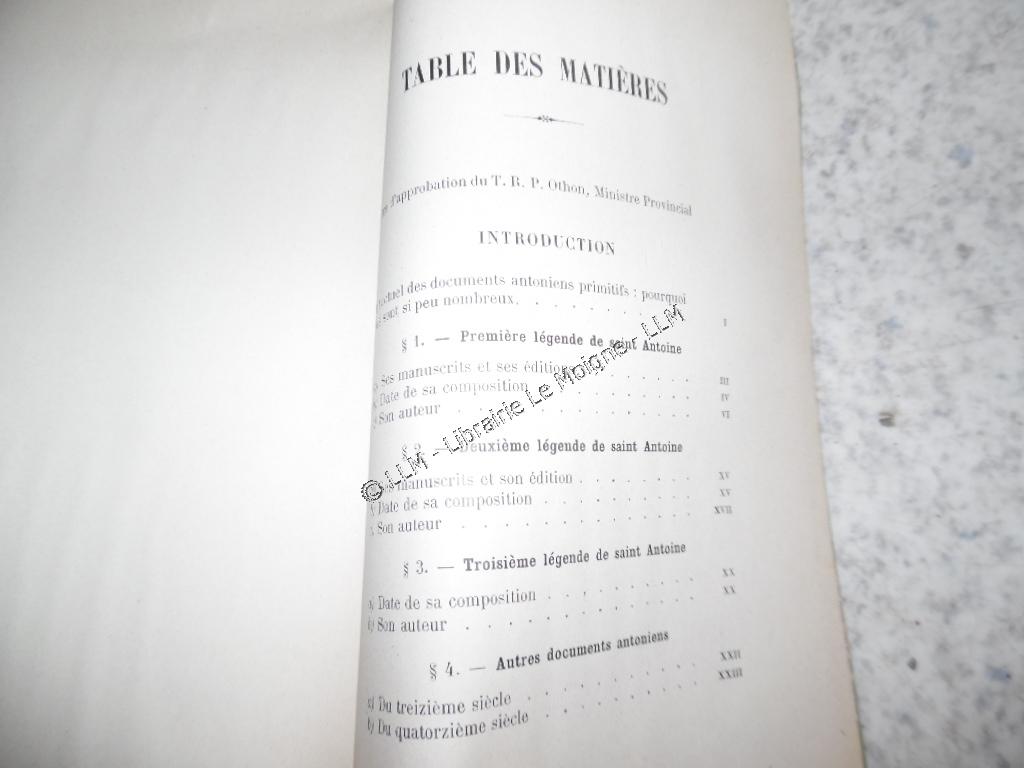 TABLE DES MATIÈRES
d'approbation du T. R. P. Othon, Ministre Provincial
INTRODUCTION
des documents antoniens primitifs : pourquoi
sont si peu nombreux. I
§ 1. — Première légende de saint Antoine
Ses manuscrits et ses éditions III
Date de sa composition IV
Son auteur VI
§ 2. — Deuxième légende de saint Antoine
manuscrits et son édition XV
Date de sa composition XV
Son auteur XVII
§ 3. — Troisième légende de saint Antoine
a) Date de sa composition XX
b) Son auteur XX
§ 4. — Autres documents antoniens
a) Du treizième siècle XXII
b) Du quatorzième siècle XXIII
© LLM - Librairie Le Moigne - LLM